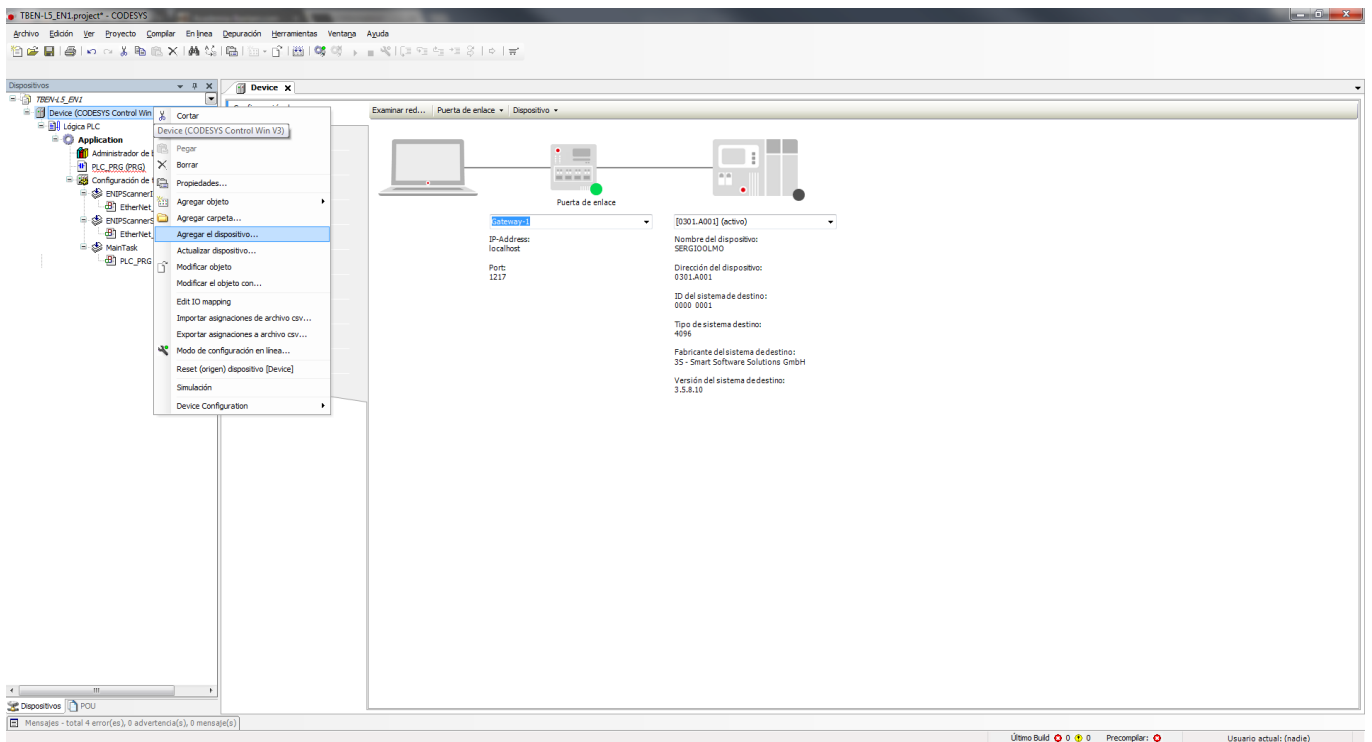 TBEN-L5_EN1.project* - CODESYS
Archivo Edición Ver Proyecto Compilar En línea Depuración Herramientas Ventana Ayuda
Dispositivos
TBEN-L5_EN1
Device (CODESYS Control Win
Lógica PLC
Application
Administrador de
PLC_PRG (PRG)
Configuración de
ENIPScannerI
EtherNet_
ENIPScannerS
EtherNet_
MainTask
PLC_PRG
Cortar
Device (CODESYS Control Win V3)
Pegar
Borrar
Propiedades...
Agregar objeto
Agregar carpeta...
Agregar el dispositivo...
Actualizar dispositivo...
Modificar objeto
Modificar el objeto con...
Edit IO mapping
Importar asignaciones de archivo csv...
Exportar asignaciones a archivo csv...
Modo de configuración en línea...
Reset (origen) dispositivo [Device]
Simulación
Device Configuration
Device
Examinar red... Puerta de enlace Dispositivo
Puerta de enlace
Gateway-1
IP-Address:
localhost
Port:
1217
[0301.A001] (activo)
Nombre del dispositivo:
SERGIOOLMO
Dirección del dispositivo:
0301.A001
ID del sistema de destino:
0000 0001
Tipo de sistema destino:
4096
Fabricante del sistema de destino:
3S - Smart Software Solutions GmbH
Versión del sistema de destino:
3.5.8.10
Dispositivos POU
Mensajes - total 4 error(es), 0 advertencia(s), 0 mensaje(s)
Último Build 0 0 Precompilar: Usuario actual: (nadie)